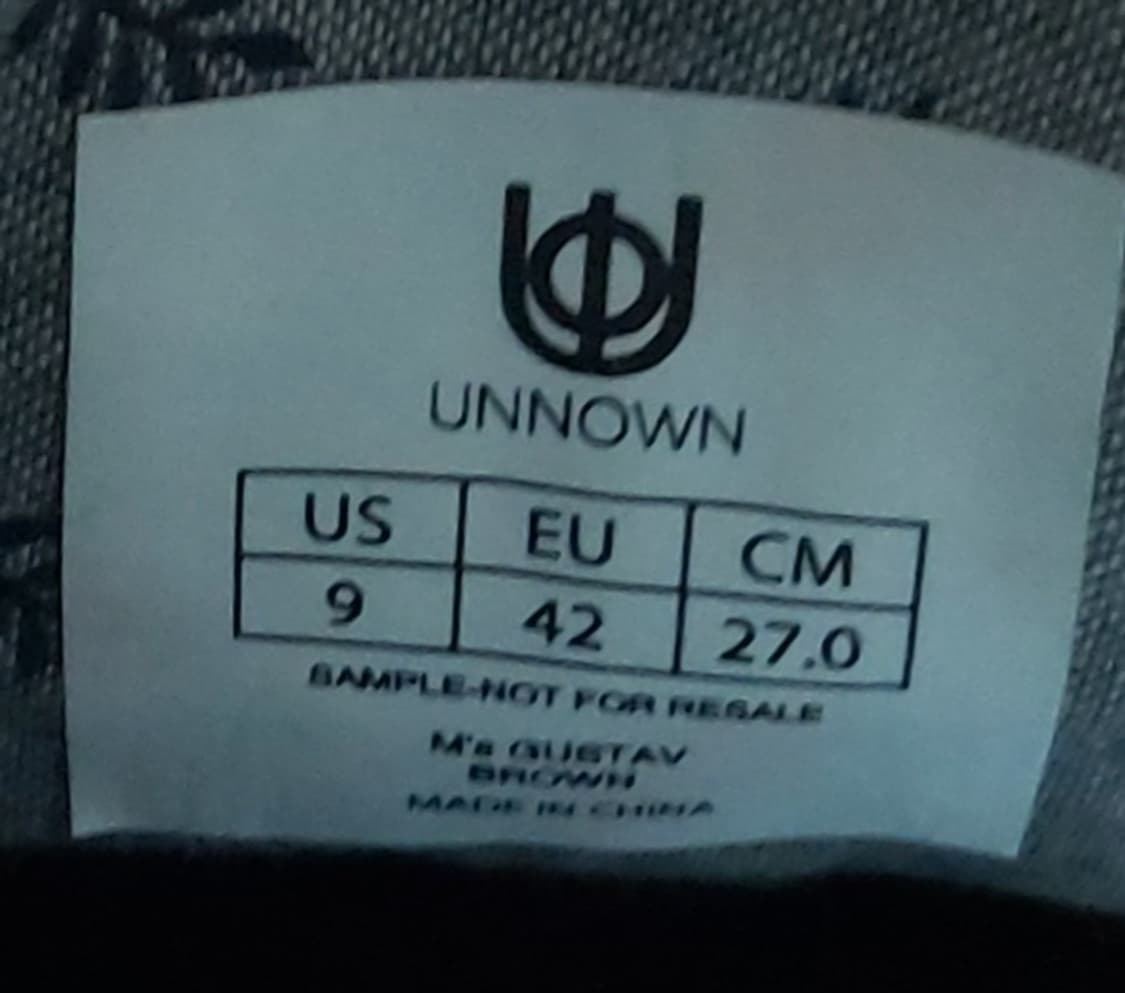 UNNOWN
US EU CM
9 42 27.0
SAMPLE-NOT FOR RESALE
M's GUSTAV
BROWN
MADE IN CHINA